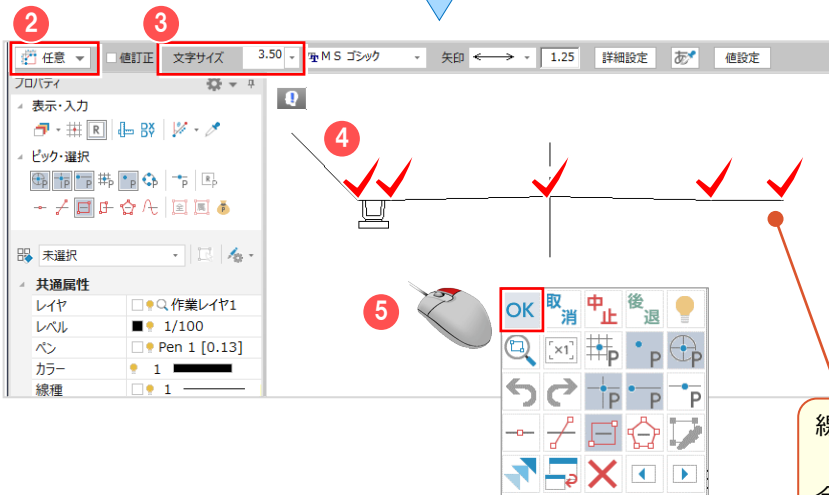 2
3
任意
値訂正
文字サイズ
3.50
MS ゴシック
矢印
1.25
詳細設定
あ
値設定
プロパティ
表示・入力
R
ピック・選択
未選択
共通属性
レイヤ
作業レイヤ1
レベル
1/100
ペン
Pen 1 [0.13]
カラー
1
線種
1
4
5
OK
取消
中止
後退
[×1]
P
P
P
P
P
P
線